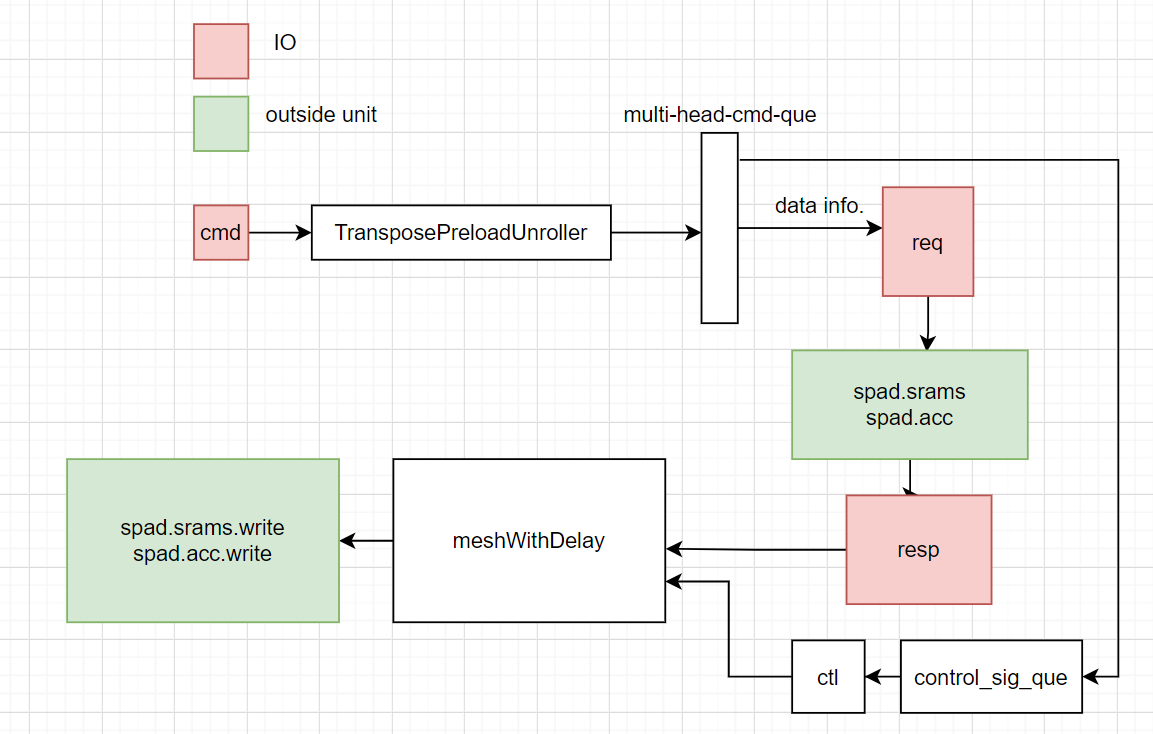 IO
outside unit
multi-head-cmd-que
cmd
TransposePreloadUnroller
data info.
req
spad.srams
spad.acc
spad.srams.write
spad.acc.write
meshWithDelay
resp
ctl
control_sig_que